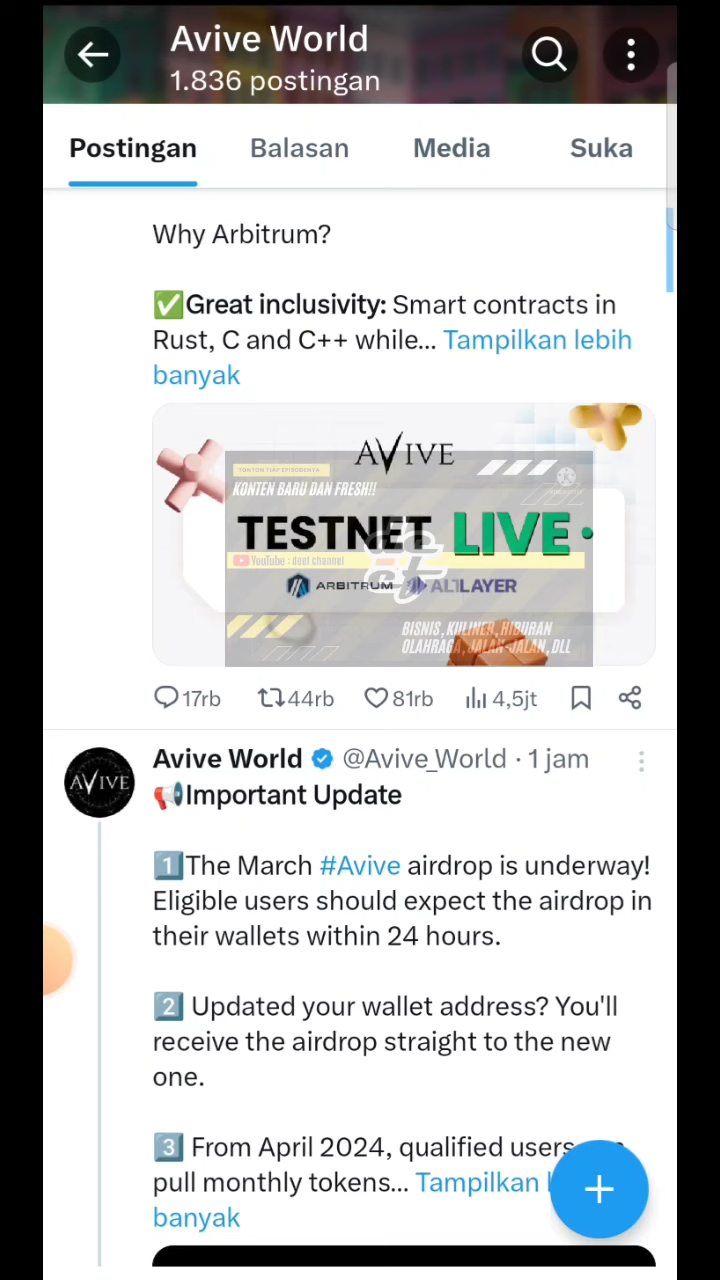 Avive World
1.836 postingan
Postingan Balasan Media Suka
Why Arbitrum?
✅Great inclusivity: Smart contracts in
Rust, C and C++ while... Tampilkan lebih
banyak
AVIVE
TONTON TIAP EPISODENYA
KONTEN BARU DAN FRESH!!
TESTNET LIVE
YouTube : deet channel
ARBITRUM ALTLAYER
BISNIS, KULINER, HIBURAN
OLAHRAGA, JALAN-JALAN, DLL
17rb 44rb 81rb 4,5jt
Avive World @Avive_World · 1 jam
AVIVE
📢Important Update
1️⃣The March #Avive airdrop is underway!
Eligible users should expect the airdrop in
their wallets within 24 hours.
2️⃣ Updated your wallet address? You'll
receive the airdrop straight to the new
one.
3️⃣ From April 2024, qualified users
pull monthly tokens... Tampilkan
banyak